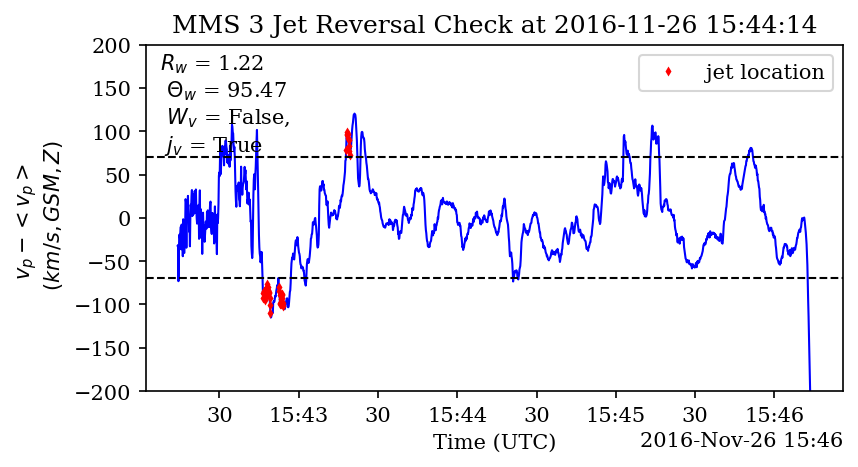 MMS 3 Jet Reversal Check at 2016-11-26 15:44:14
R_w = 1.22
Θ_w = 95.47
W_v = False,
j_v = True
jet location
v_p − < v_p >
(km/s, GSM, Z)
200
150
100
50
0
−50
−100
−150
−200
30
15:43
30
15:44
30
15:45
30
15:46
Time (UTC)
2016-Nov-26 15:46